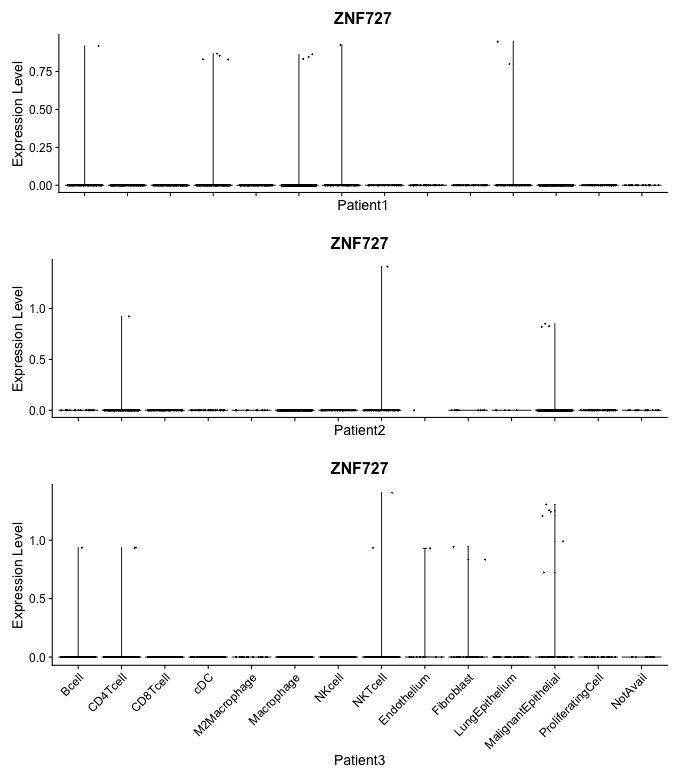 ZNF727
Expression Level
0.75
0.50
0.25
0.00
Patient1
ZNF727
Expression Level
1.0
0.5
0.0
Patient2
ZNF727
Expression Level
1.0
0.5
0.0
Bcell
CD4Tcell
CD8Tcell
cDC
M2Macrophage
Macrophage
NKcell
NKTcell
Endothelium
Fibroblast
LungEpithelium
MalignantEpithelial
ProliferatingCell
NotAvail
Patient3